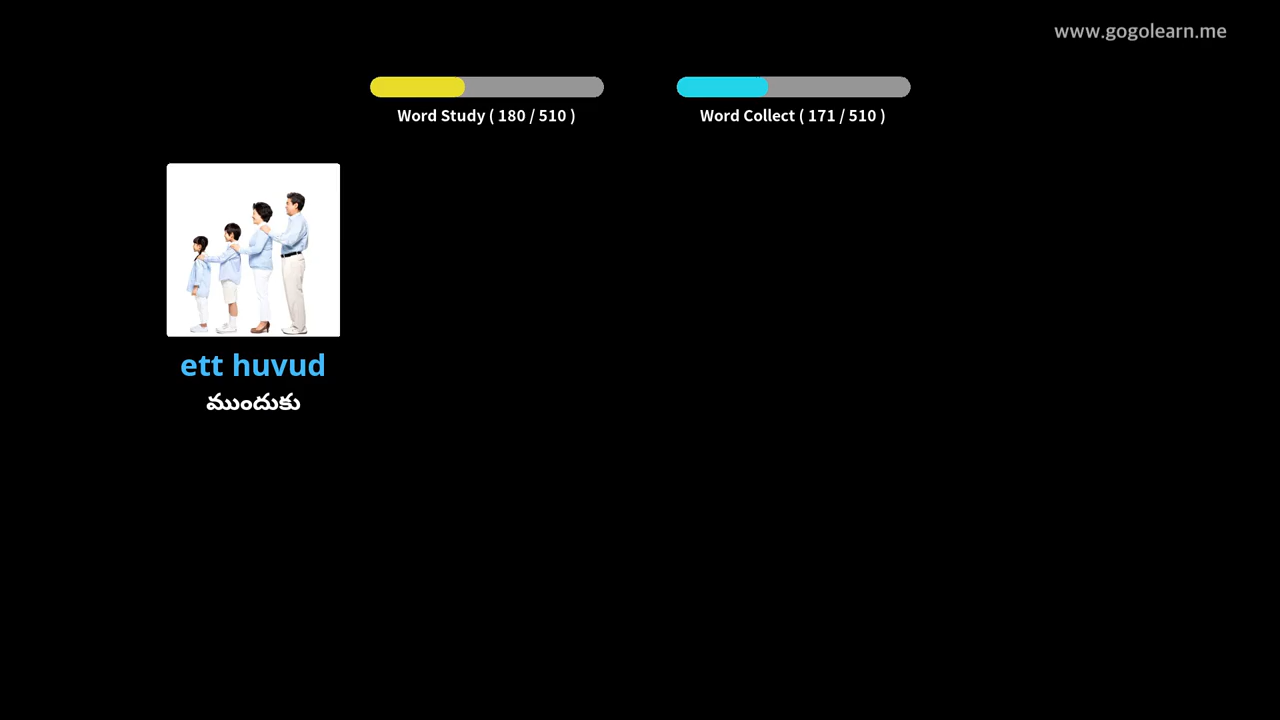 www.gogolearn.me
Word Study ( 180 / 510 )
Word Collect ( 171 / 510 )
ett huvud
ముందుకు